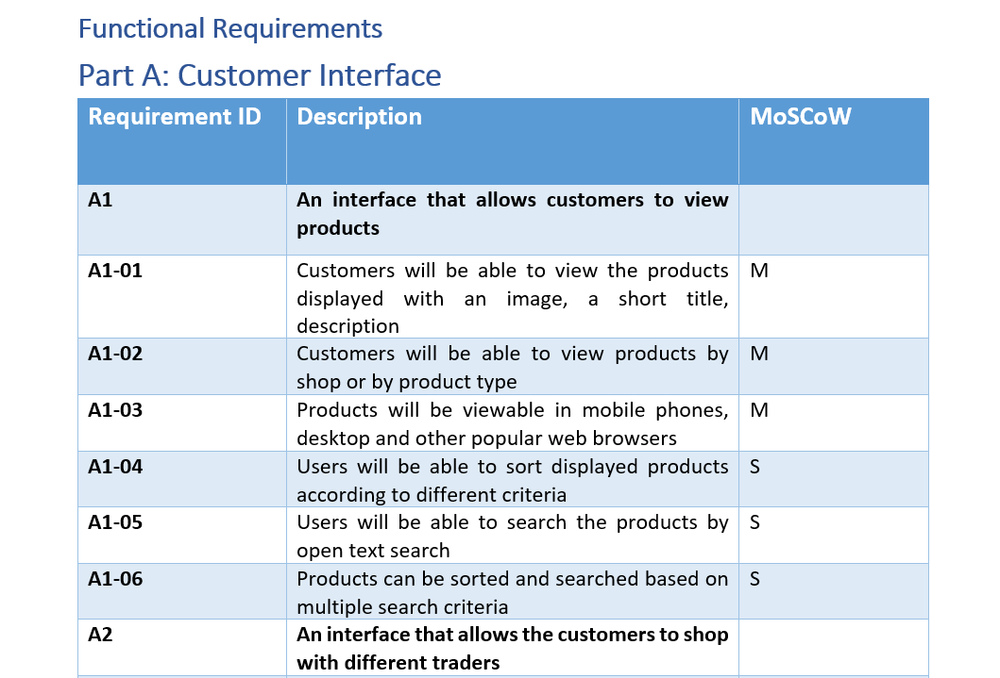 Functional Requirements
Part A: Customer Interface
Requirement ID Description MoSCoW
A1 An interface that allows customers to view
products
A1-01 Customers will be able to view the products M
displayed with an image, a short title,
description
A1-02 Customers will be able to view products by M
shop or by product type
A1-03 Products will be viewable in mobile phones, M
desktop and other popular web browsers
A1-04 Users will be able to sort displayed products S
according to different criteria
A1-05 Users will be able to search the products by S
open text search
A1-06 Products can be sorted and searched based on S
multiple search criteria
A2 An interface that allows the customers to shop
with different traders